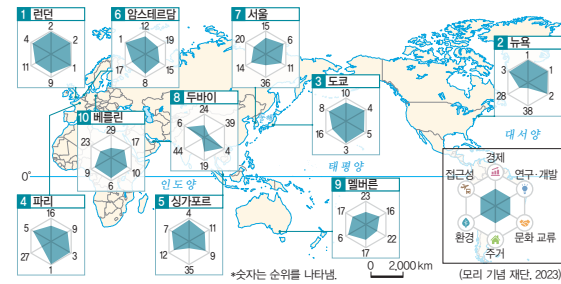 1 런던
2
4 2
11 1
9
6 암스테르담
12
1 19
17 15
8
7 서울
15
20 6
14 11
36
2 뉴욕
1
3 1
28 2
38
3 도쿄
10
8 4
16 5
3
8 두바이
24
6 39
44 4
19
10 베를린
29
23 17
9 10
6
대서양
태평양
인도양
0°
4 파리
16
5 9
27 3
1
5 싱가포르
4
7 11
12 9
35
9 멜버른
23
17 16
6 22
17
경제
접근성 연구·개발
환경 문화 교류
주거
*숫자는 순위를 나타냄.
0 2,000 km
(모리 기념 재단, 2023)